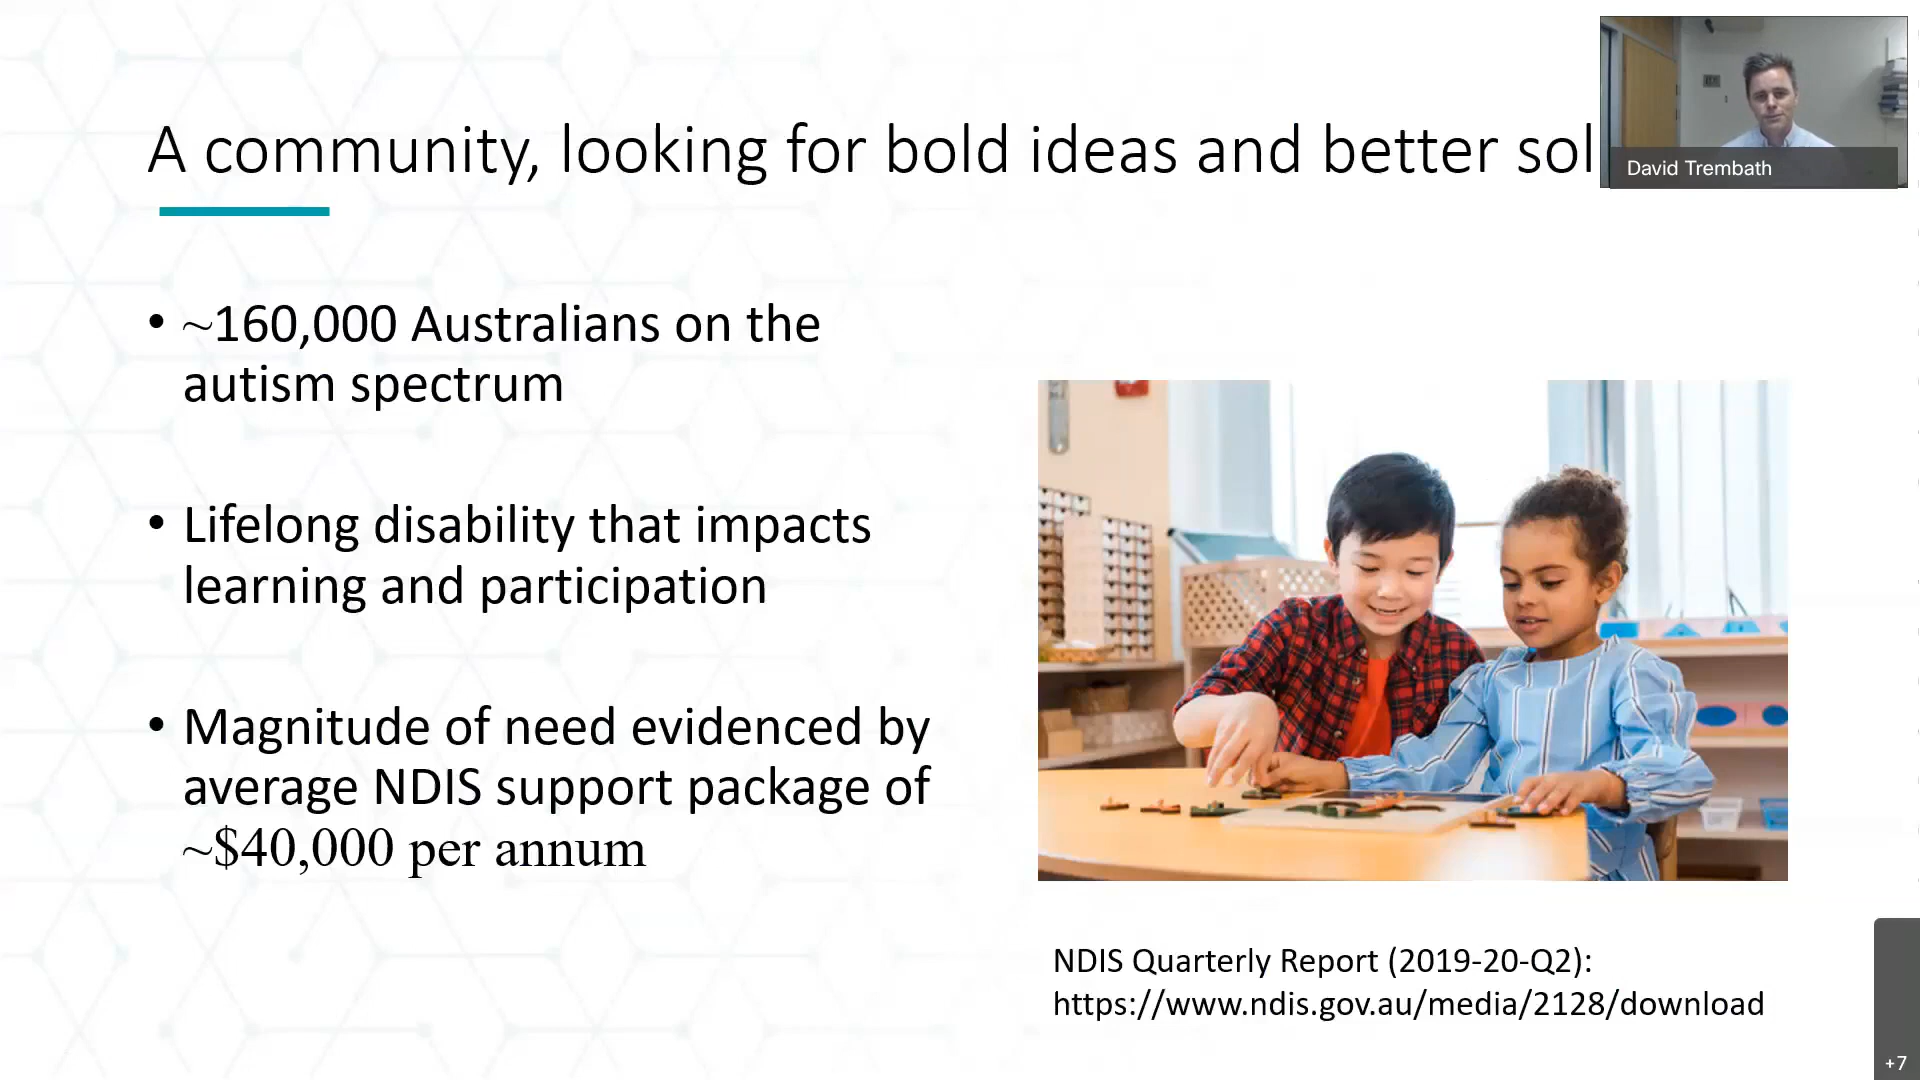 A community, looking for bold ideas and better sol
David Trembath
• ~160,000 Australians on the
autism spectrum
• Lifelong disability that impacts
learning and participation
• Magnitude of need evidenced by
average NDIS support package of
~$40,000 per annum
NDIS Quarterly Report (2019-20-Q2):
https://www.ndis.gov.au/media/2128/download
+7